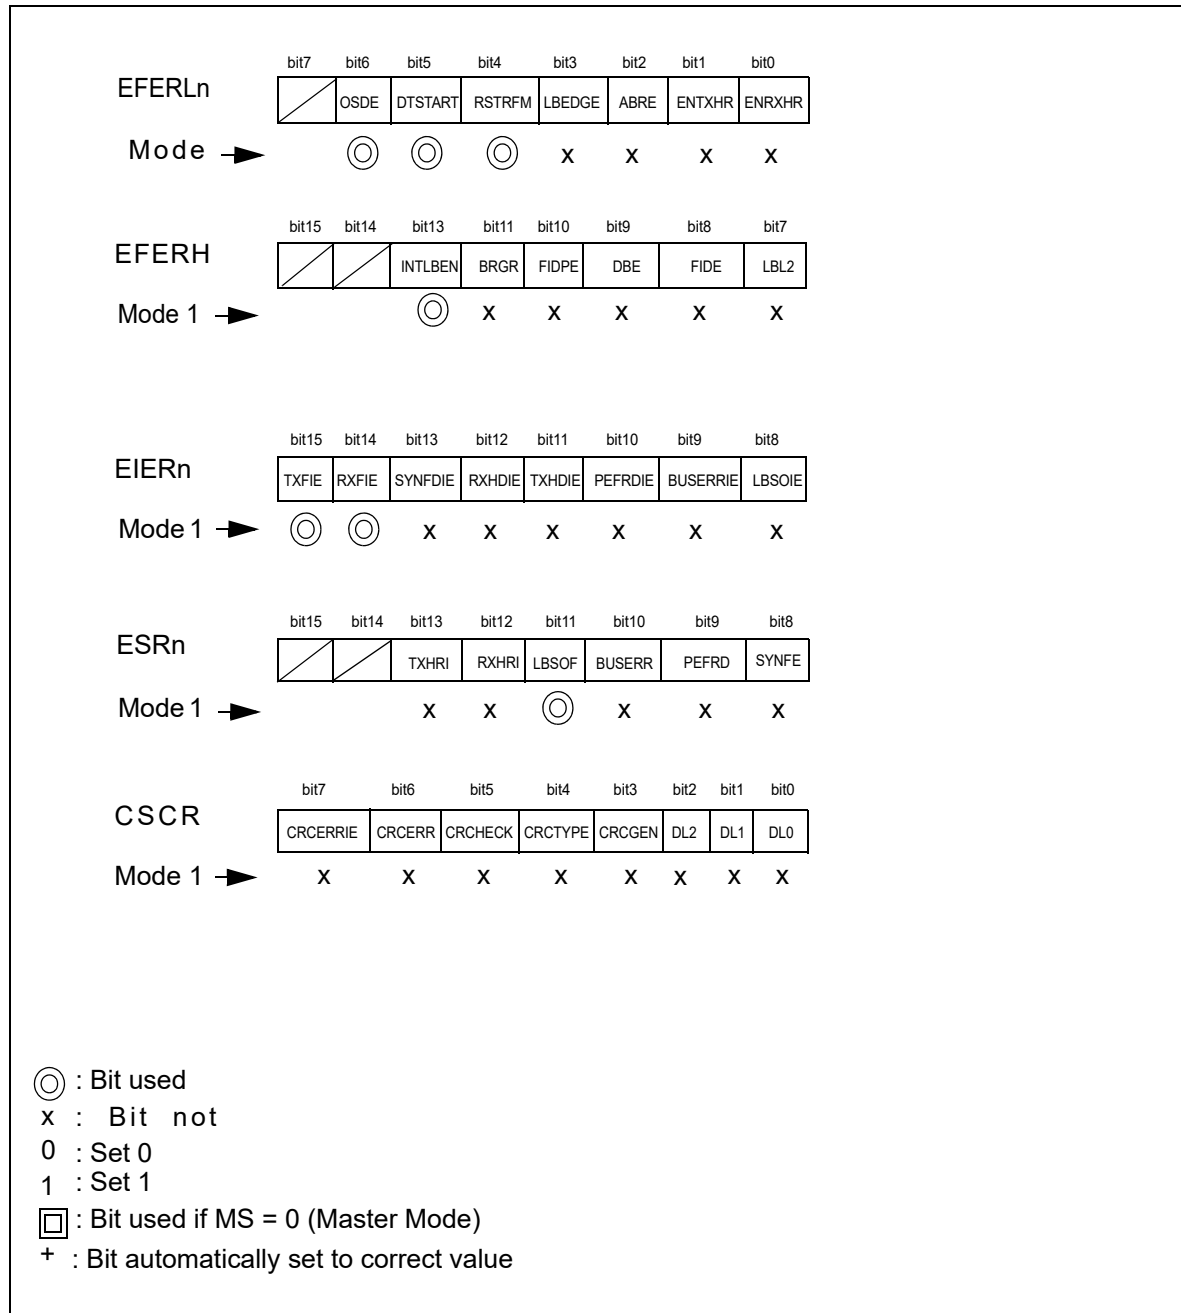 bit7 bit6 bit5 bit4 bit3 bit2 bit1 bit0
EFERLn OSDE DTSTART RSTRFM LBEDGE ABRE ENTXHR ENRXHR
Mode x x x x
bit15 bit14 bit13 bit11 bit10 bit9 bit8 bit7
EFERH INTLBEN BRGR FIDPE DBE FIDE LBL2
Mode 1 x x x x x
bit15 bit14 bit13 bit12 bit11 bit10 bit9 bit8
EIERn TXFIE RXFIE SYNFDIE RXHDIE TXHDIE PEFRDIE BUSERRIE LBSOIE
Mode 1 x x x x x x
bit15 bit14 bit13 bit12 bit11 bit10 bit9 bit8
ESRn TXHRI RXHRI LBSOF BUSERR PEFRD SYNFE
Mode 1 x x x x x
bit7 bit6 bit5 bit4 bit3 bit2 bit1 bit0
CSCR CRCERRIE CRCERR CRCHECK CRCTYPE CRCGEN DL2 DL1 DL0
Mode 1 x x x x x x x x
: Bit used
x : Bit not
0 : Set 0
1 : Set 1
: Bit used if MS = 0 (Master Mode)
+ : Bit automatically set to correct value